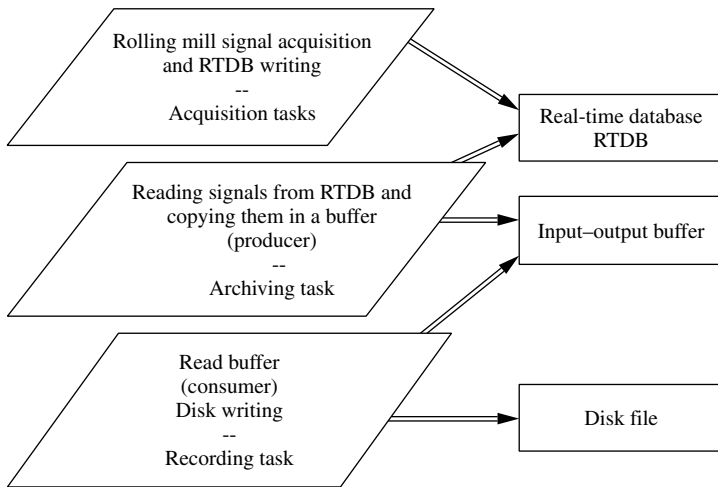 Rolling mill signal acquisition
and RTDB writing
--
Acquisition tasks
Real-time database
RTDB
Reading signals from RTDB and
copying them in a buffer
(producer)
--
Archiving task
Input–output buffer
Read buffer
(consumer)
Disk writing
--
Recording task
Disk file